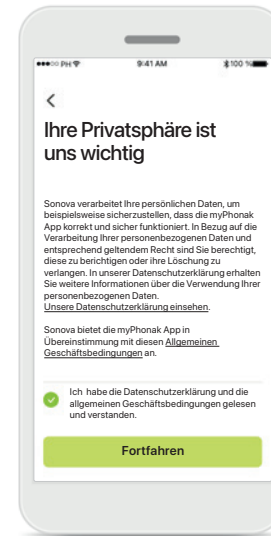 PH
9:41 AM
100 %
Ihre Privatsphäre ist
uns wichtig
Sonova verarbeitet Ihre persönlichen Daten, um
beispielsweise sicherzustellen, dass die myPhonak
App korrekt und sicher funktioniert. In Bezug auf die
Verarbeitung Ihrer personenbezogenen Daten und
entsprechend geltendem Recht sind Sie berechtigt,
diese zu berichtigen oder ihre Löschung zu
verlangen. In unserer Datenschutzerklärung erhalten
Sie weitere Informationen über die Verwendung Ihrer
personenbezogenen Daten.
Unsere Datenschutzerklärung einsehen.
Sonova bietet die myPhonak App in
Übereinstimmung mit diesen Allgemeinen
Geschäftsbedingungen an.
Ich habe die Datenschutzerklärung und die
allgemeinen Geschäftsbedingungen gelesen
und verstanden.
Fortfahren